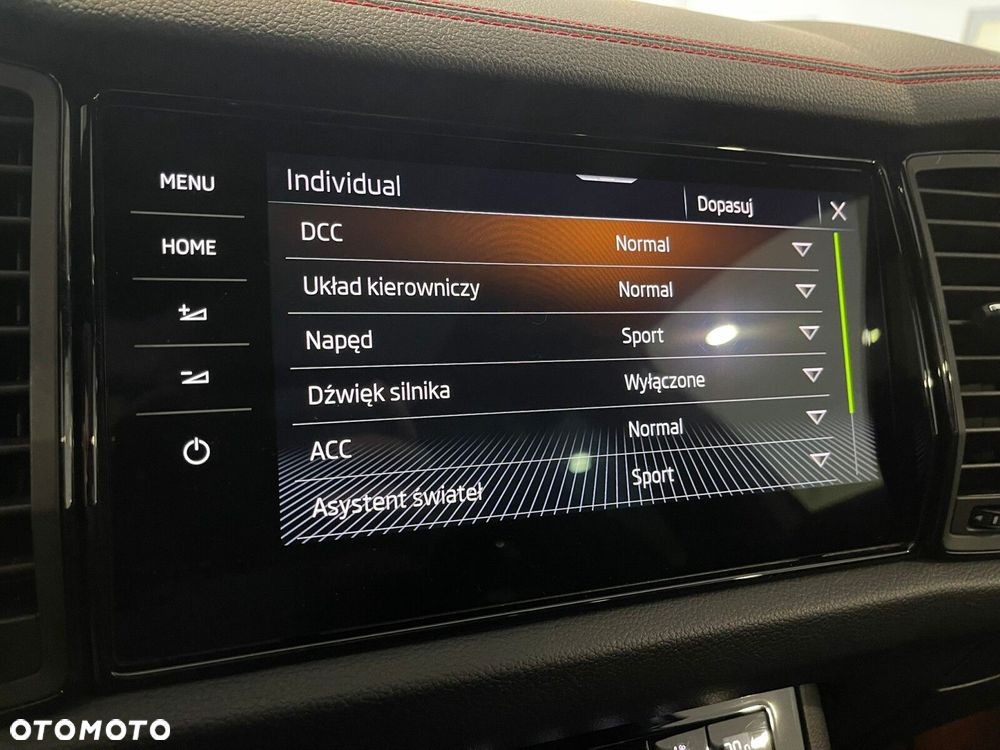 MENU
HOME
Individual
Dopasuj
DCC Normal
Układ kierowniczy Normal
Napęd Sport
Dźwięk silnika Wyłączone
ACC Normal
Asystent świateł Sport
OTOMOTO